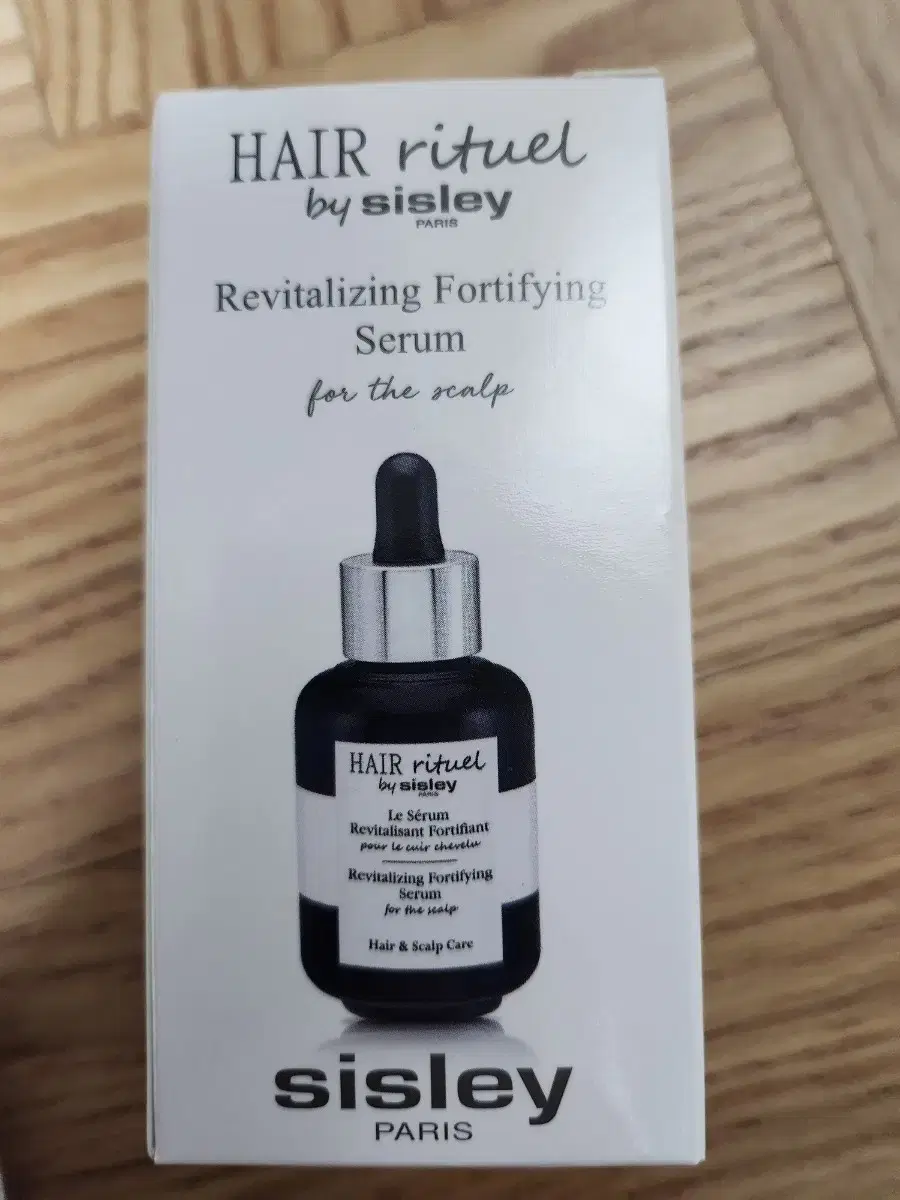 HAIR rituel
by sisley
PARIS
Revitalizing Fortifying
Serum
for the scalp
HAIR rituel
by sisley
PARIS
Le Sérum
Revitalisant Fortifiant
pour le cuir chevelu
Revitalizing Fortifying
Serum
for the scalp
Hair & Scalp Care
sisley
PARIS